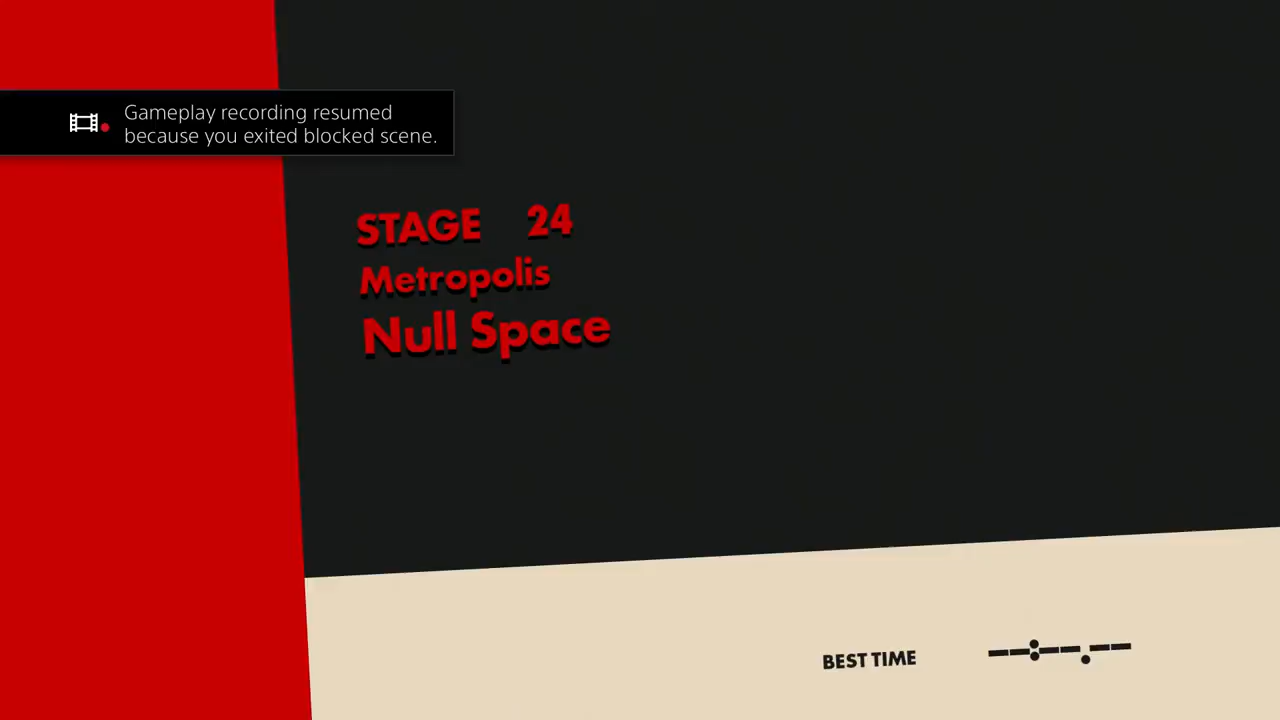 Gameplay recording resumed
because you exited blocked scene.
STAGE 24
Metropolis
Null Space
BEST TIME --:--.--